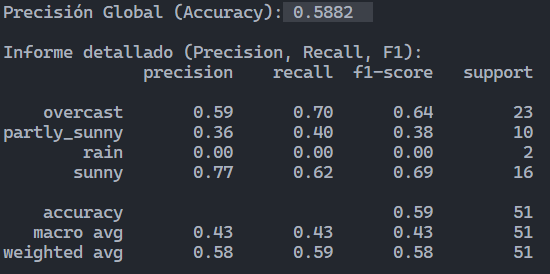 Precisión Global (Accuracy): 0.5882
Informe detallado (Precision, Recall, F1):
precision recall f1-score support
overcast 0.59 0.70 0.64 23
partly_sunny 0.36 0.40 0.38 10
rain 0.00 0.00 0.00 2
sunny 0.77 0.62 0.69 16
accuracy 0.59 51
macro avg 0.43 0.43 0.43 51
weighted avg 0.58 0.59 0.58 51